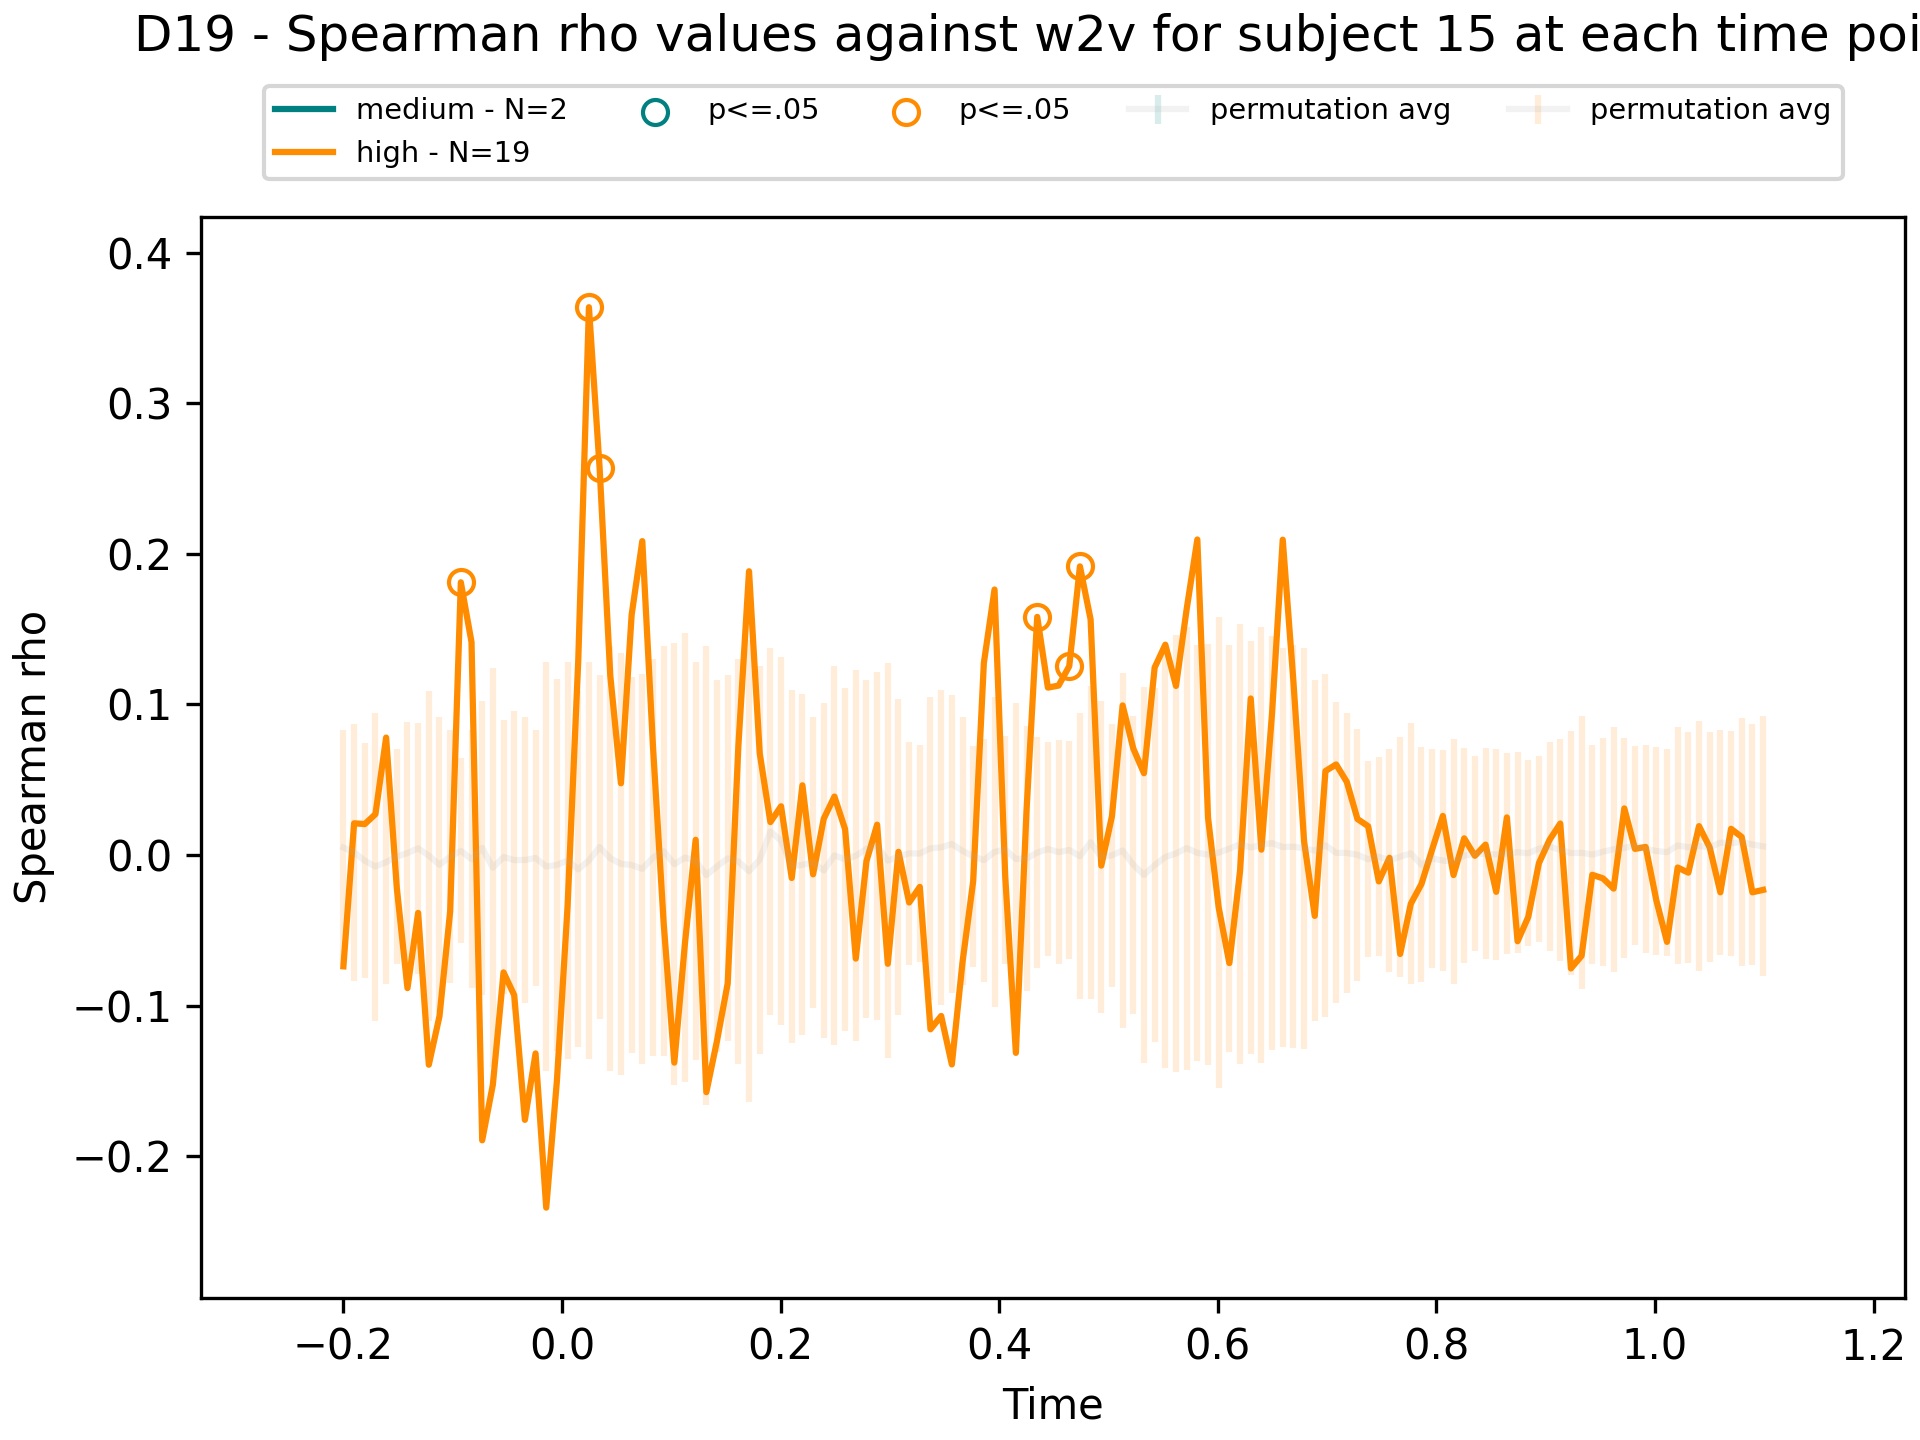 D19 - Spearman rho values against w2v for subject 15 at each time poi
medium - N=2
high - N=19
p<=.05
p<=.05
permutation avg
permutation avg
0.4
0.3
0.2
0.1
0.0
−0.1
−0.2
Spearman rho
−0.2 0.0 0.2 0.4 0.6 0.8 1.0 1.2
Time